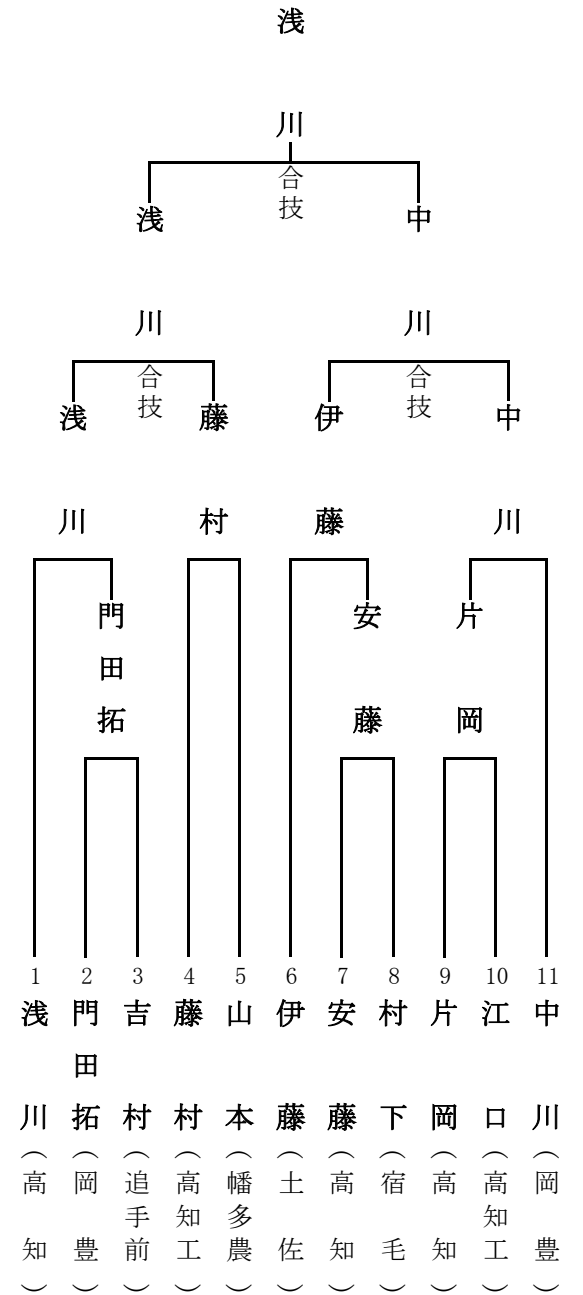 浅川
合技
浅川
中川
合技
合技
浅川
藤村
伊藤
中川
門田拓
安藤
片岡
1 浅川（高知）
2 門田拓（岡豊）
3 吉村（追手前）
4 藤村（高知工）
5 山本（幡多農）
6 伊藤（土佐）
7 安藤（高知）
8 村下（宿毛）
9 片岡（高知）
10 江口（高知工）
11 中川（岡豊）